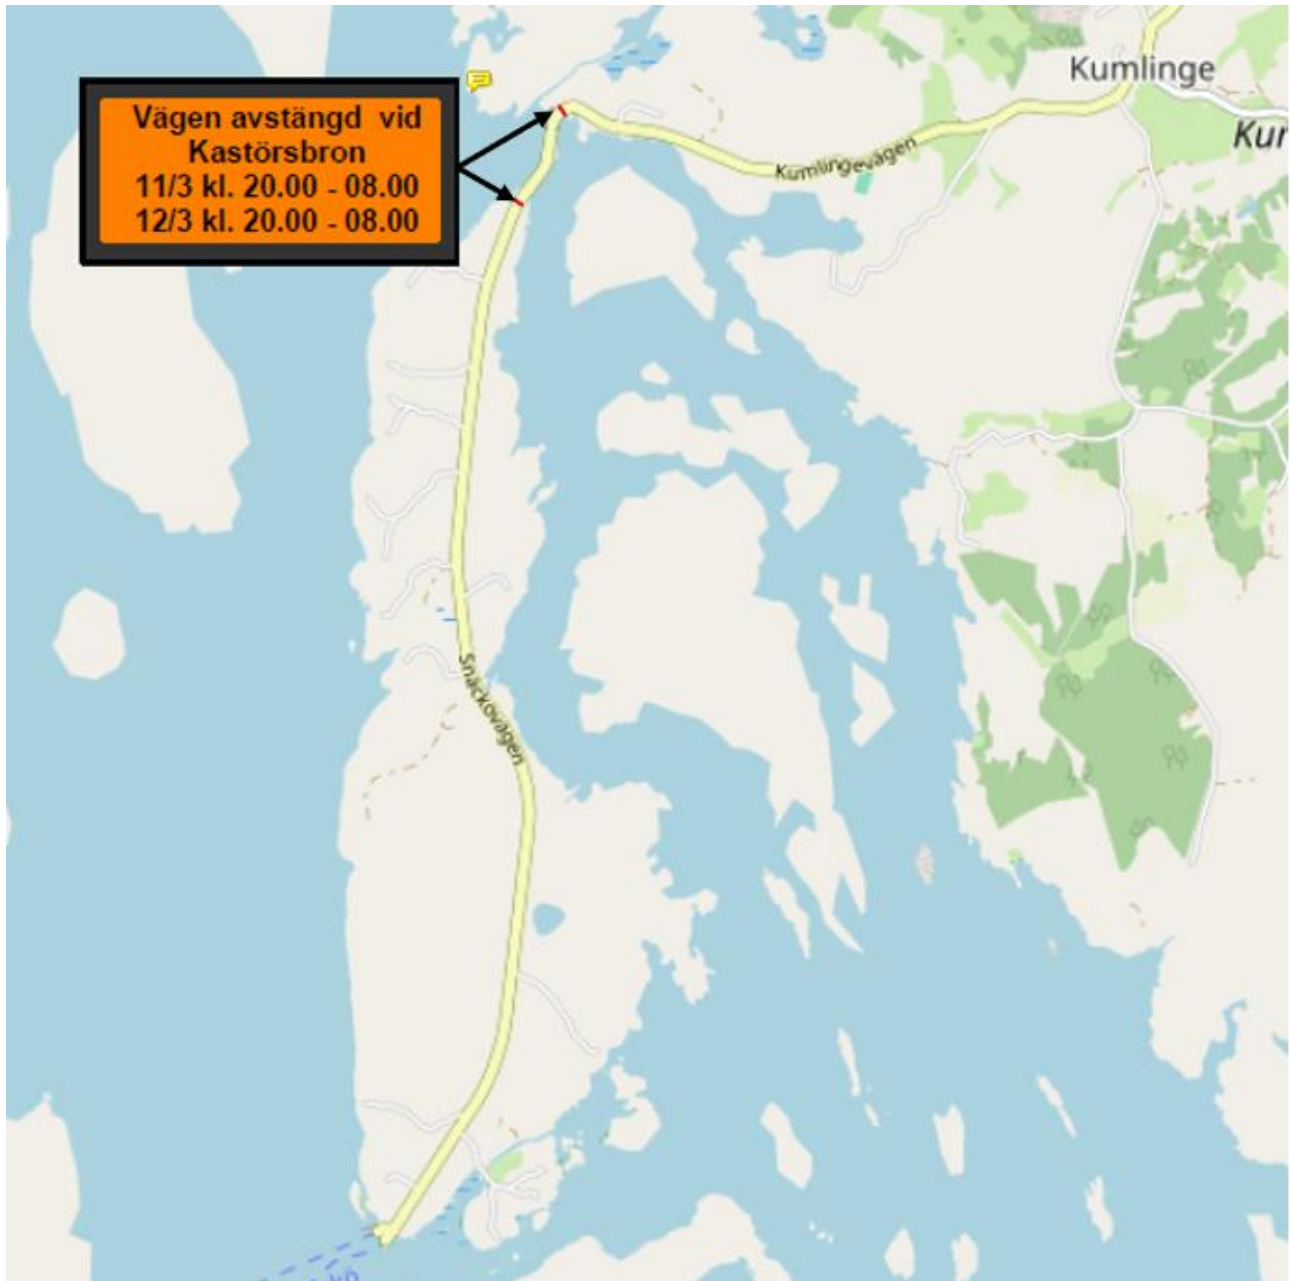 Kumlinge
Vägen avstängd vid
Kastörsbron
11/3 kl. 20.00 - 08.00
12/3 kl. 20.00 - 08.00
Kur
Kumlingevägen
Snäckövägen